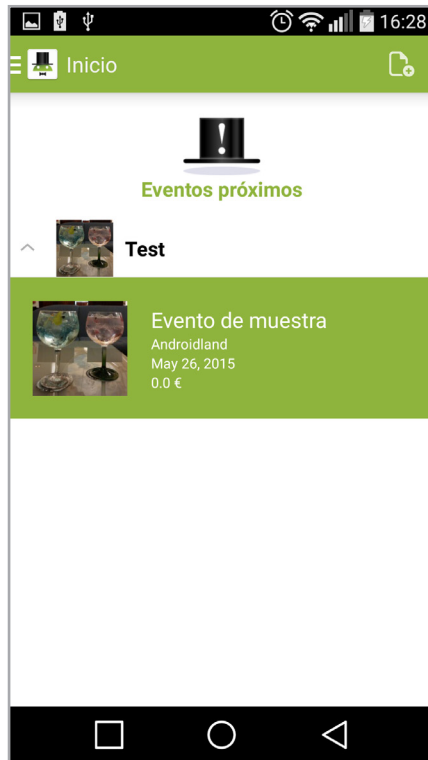 16:28
Inicio
Eventos próximos
Test
Evento de muestra
Androidland
May 26, 2015
0.0 €